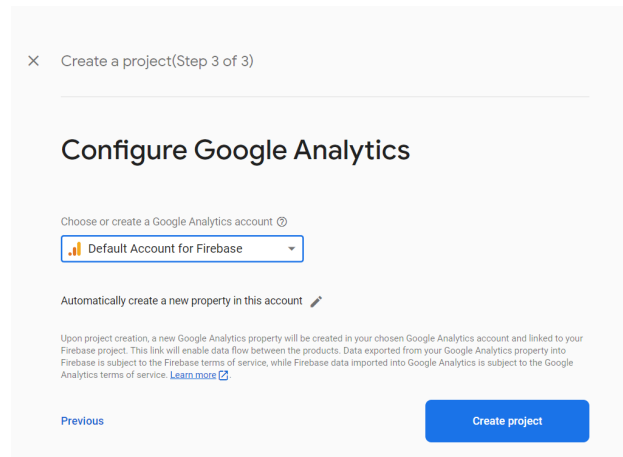 Create a project(Step 3 of 3)
Configure Google Analytics
Choose or create a Google Analytics account
Default Account for Firebase
Automatically create a new property in this account
Upon project creation, a new Google Analytics property will be created in your chosen Google Analytics account and linked to your
Firebase project. This link will enable data flow between the products. Data exported from your Google Analytics property into
Firebase is subject to the Firebase terms of service, while Firebase data imported into Google Analytics is subject to the Google
Analytics terms of service. Learn more.
Previous
Create project